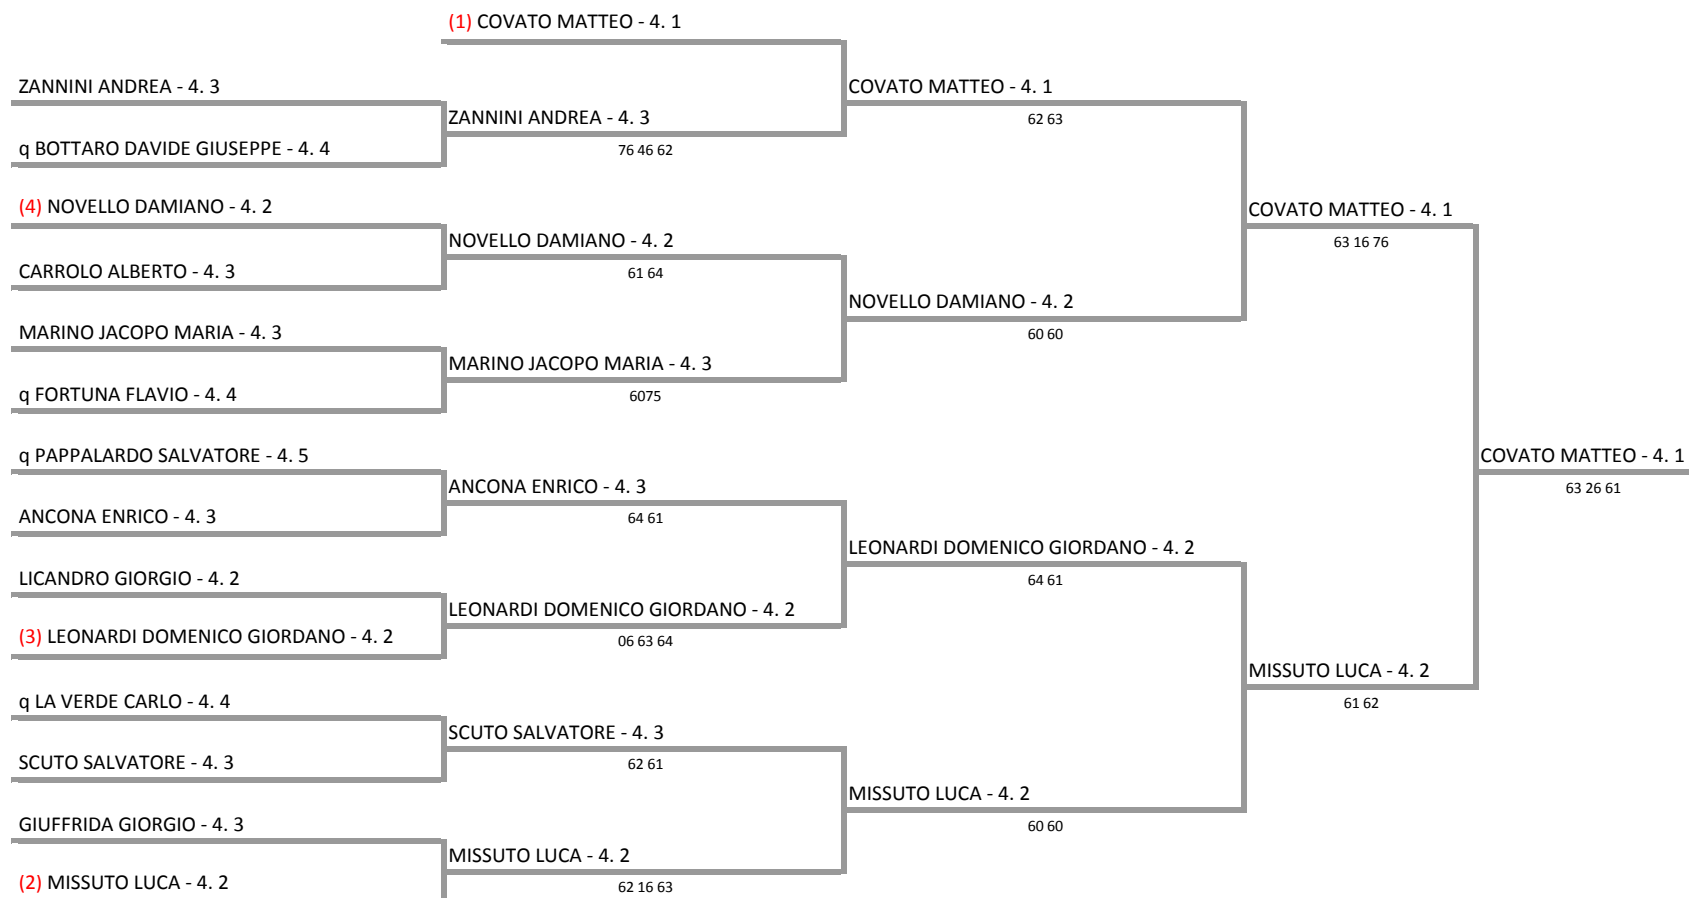 (1) COVATO MATTEO - 4. 1
ZANNINI ANDREA - 4. 3
COVATO MATTEO - 4. 1
ZANNINI ANDREA - 4. 3
62 63
q BOTTARO DAVIDE GIUSEPPE - 4. 4
76 46 62
(4) NOVELLO DAMIANO - 4. 2
COVATO MATTEO - 4. 1
NOVELLO DAMIANO - 4. 2
63 16 76
CARROLO ALBERTO - 4. 3
61 64
NOVELLO DAMIANO - 4. 2
MARINO JACOPO MARIA - 4. 3
60 60
MARINO JACOPO MARIA - 4. 3
q FORTUNA FLAVIO - 4. 4
6075
q PAPPALARDO SALVATORE - 4. 5
COVATO MATTEO - 4. 1
ANCONA ENRICO - 4. 3
63 26 61
ANCONA ENRICO - 4. 3
64 61
LEONARDI DOMENICO GIORDANO - 4. 2
LICANDRO GIORGIO - 4. 2
64 61
LEONARDI DOMENICO GIORDANO - 4. 2
(3) LEONARDI DOMENICO GIORDANO - 4. 2
06 63 64
MISSUTO LUCA - 4. 2
q LA VERDE CARLO - 4. 4
61 62
SCUTO SALVATORE - 4. 3
SCUTO SALVATORE - 4. 3
62 61
MISSUTO LUCA - 4. 2
GIUFFRIDA GIORGIO - 4. 3
60 60
MISSUTO LUCA - 4. 2
(2) MISSUTO LUCA - 4. 2
62 16 63